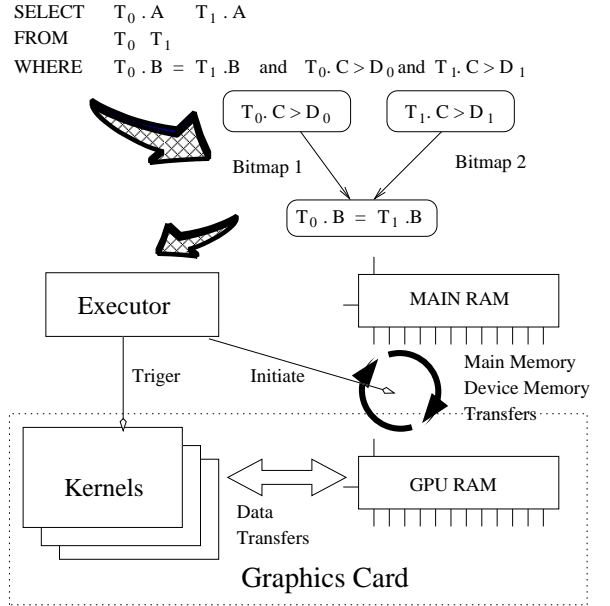 SELECT T0 . A T1 . A
FROM T0 T1
WHERE T0 . B = T1 . B and T0. C > D0 and T1. C > D1
T0. C > D0
T1. C > D1
Bitmap 1
Bitmap 2
T0 . B = T1 .B
Executor
MAIN RAM
Triger
Initiate
Main Memory
Device Memory
Transfers
Kernels
GPU RAM
Data
Transfers
Graphics Card